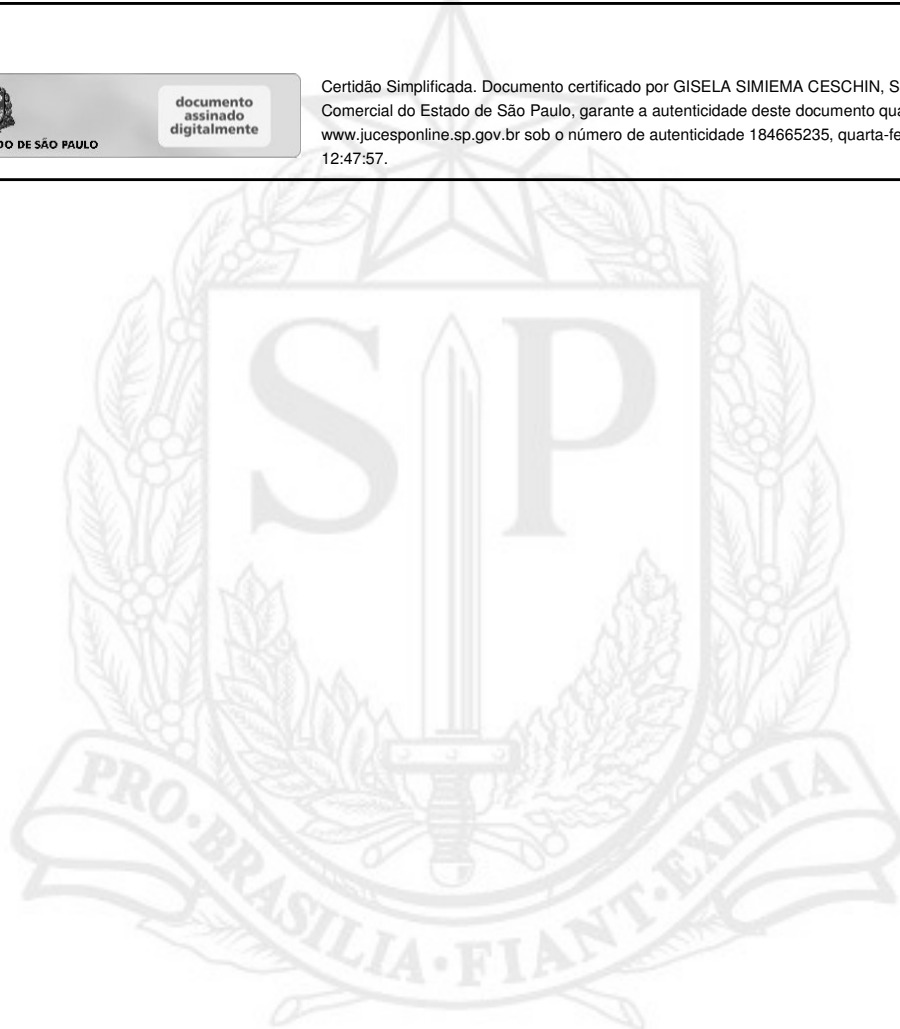 documento
assinado
digitalmente
DO DE SÃO PAULO
Certidão Simplificada. Documento certificado por GISELA SIMIEMA CESCHIN, S
Comercial do Estado de São Paulo, garante a autenticidade deste documento qua
www.jucesponline.sp.gov.br sob o número de autenticidade 184665235, quarta-fe
12:47:57.
SP
PRO·BRASILIA·FIANT·EXIMIA